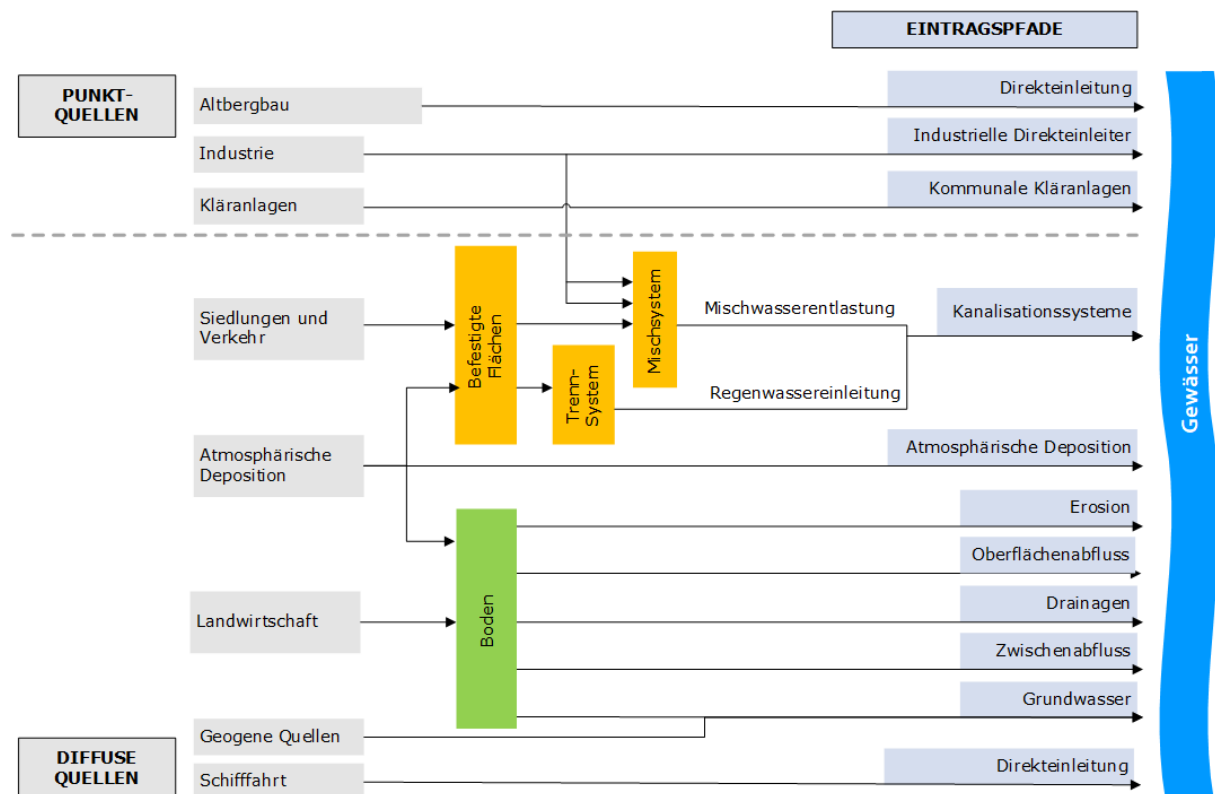 EINTRAGSPFADE
PUNKT-
QUELLEN
Altbergbau
Direkteinleitung
Industrie
Industrielle Direkteinleiter
Kläranlagen
Kommunale Kläranlagen
Siedlungen und
Verkehr
Befestigte
Flächen
Mischsystem
Trenn-
System
Mischwasserentlastung
Regenwassereinleitung
Kanalisationssysteme
Gewässer
Atmosphärische
Deposition
Atmosphärische Deposition
Boden
Erosion
Oberflächenabfluss
Landwirtschaft
Drainagen
Zwischenabfluss
Grundwasser
Geogene Quellen
DIFFUSE
QUELLEN
Schifffahrt
Direkteinleitung